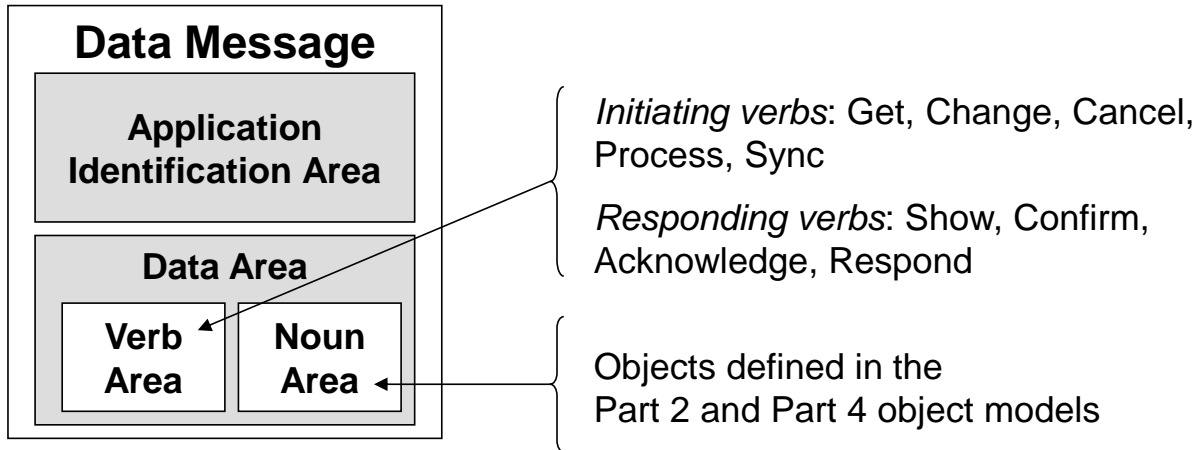 Data Message
Application
Identification Area
Data Area
Verb
Area
Noun
Area
Initiating verbs: Get, Change, Cancel,
Process, Sync
Responding verbs: Show, Confirm,
Acknowledge, Respond
Objects defined in the
Part 2 and Part 4 object models